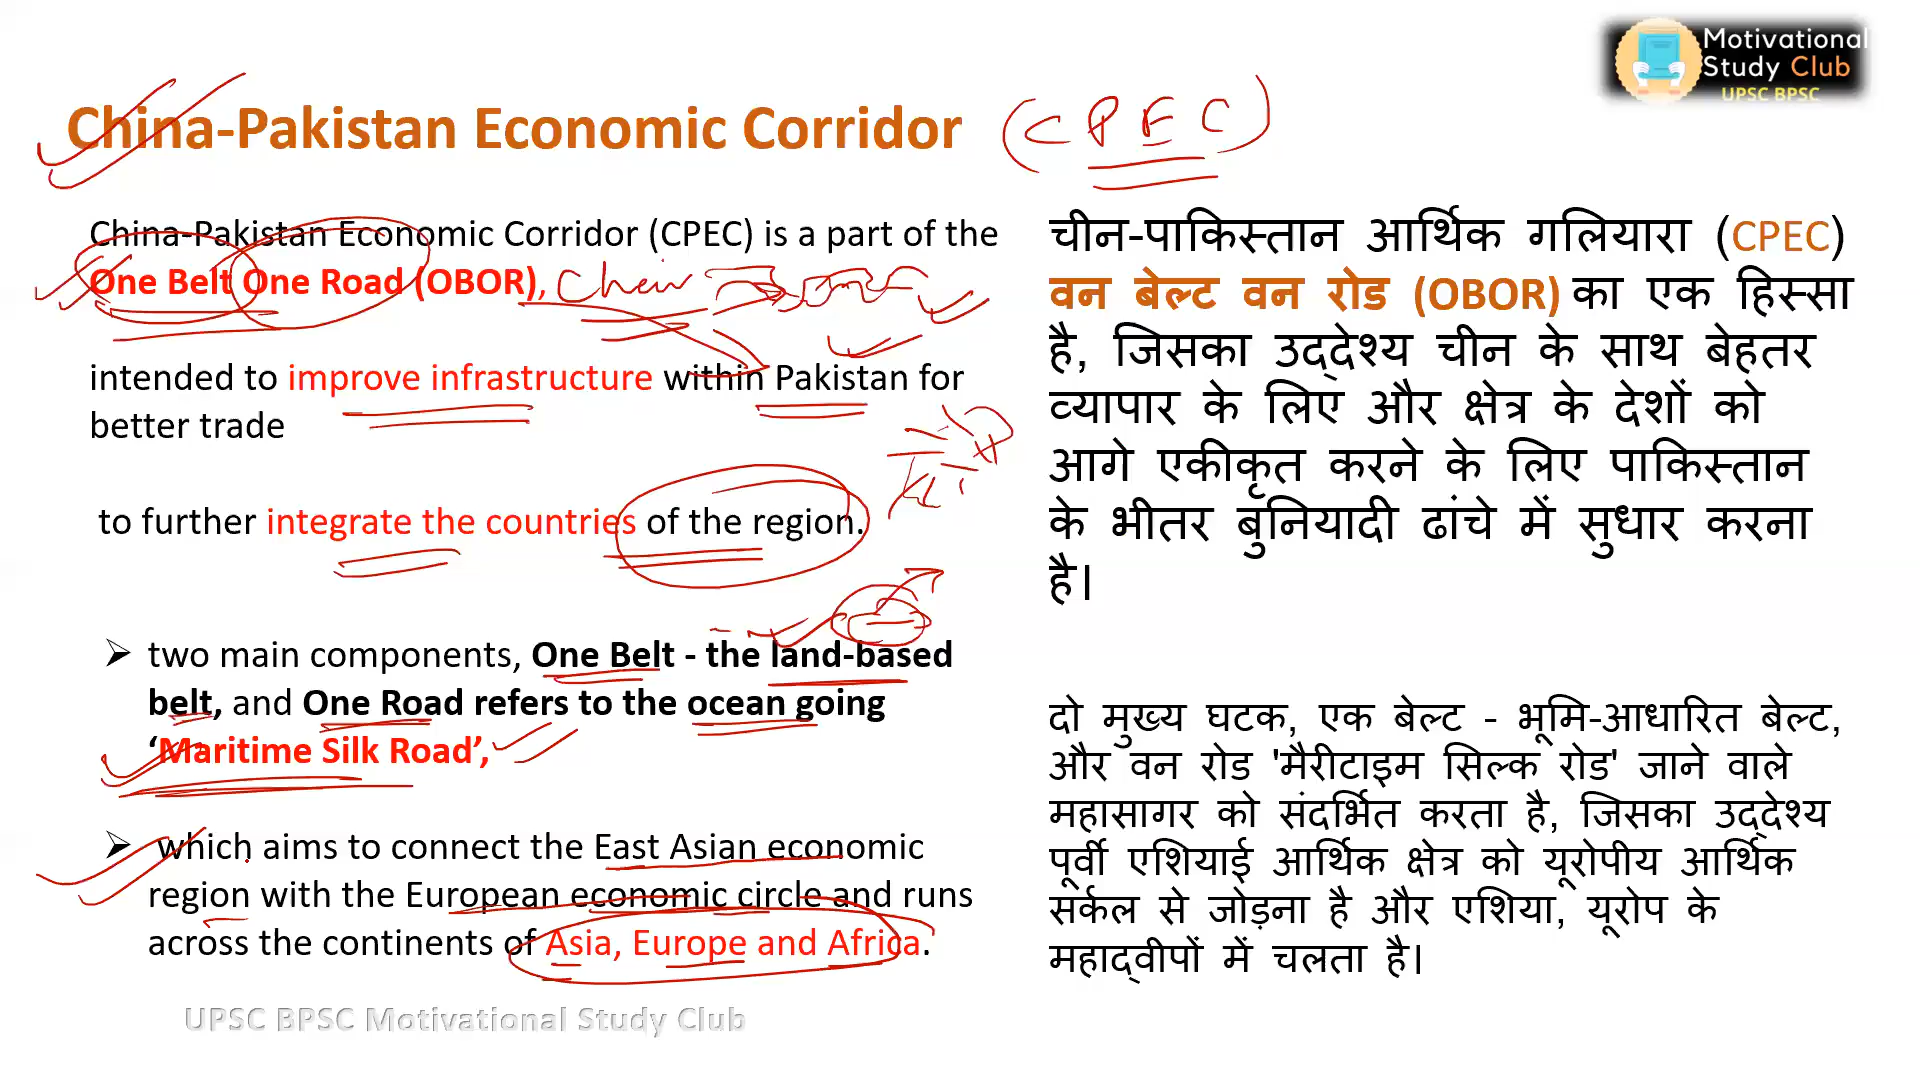 Motivational
Study Club
UPSC BPSC
China-Pakistan Economic Corridor (CPEC)
China-Pakistan Economic Corridor (CPEC) is a part of the
One Belt One Road (OBOR),
intended to improve infrastructure within Pakistan for
better trade
to further integrate the countries of the region.
➢ two main components, One Belt - the land-based
belt, and One Road refers to the ocean going
‘Maritime Silk Road’,
➢ which aims to connect the East Asian economic
region with the European economic circle and runs
across the continents of Asia, Europe and Africa.
चीन-पाकिस्तान आर्थिक गलियारा (CPEC)
वन बेल्ट वन रोड (OBOR) का एक हिस्सा
है, जिसका उद्देश्य चीन के साथ बेहतर
व्यापार के लिए और क्षेत्र के देशों को
आगे एकीकृत करने के लिए पाकिस्तान
के भीतर बुनियादी ढांचे में सुधार करना
है।
दो मुख्य घटक, एक बेल्ट - भूमि-आधारित बेल्ट,
और वन रोड 'मैरीटाइम सिल्क रोड' जाने वाले
महासागर को संदर्भित करता है, जिसका उद्देश्य
पूर्वी एशियाई आर्थिक क्षेत्र को यूरोपीय आर्थिक
सर्कल से जोड़ना है और एशिया, यूरोप के
महाद्वीपों में चलता है।
UPSC BPSC Motivational Study Club